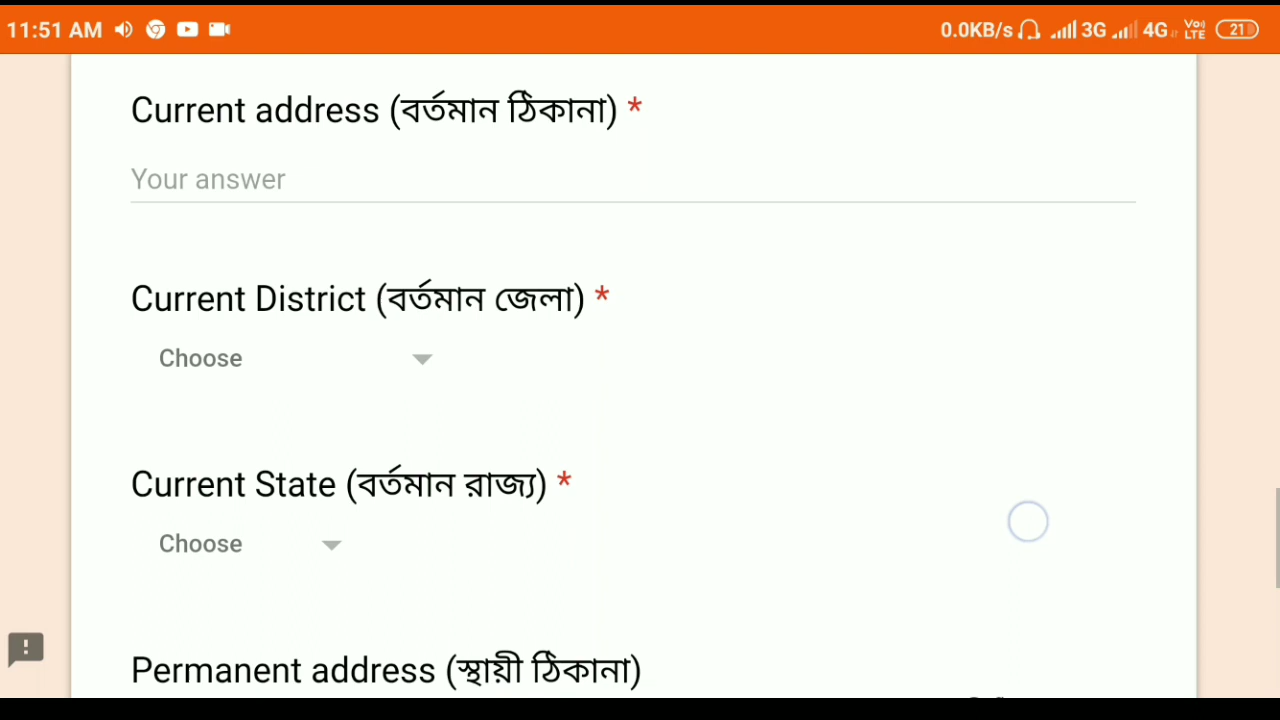 11:51 AM 0.0KB/s 3G 4G Vo) LTE 21
Current address (বর্তমান ঠিকানা) *
Your answer
Current District (বর্তমান জেলা) *
Choose
Current State (বর্তমান রাজ্য) *
Choose
Permanent address (স্থায়ী ঠিকানা)